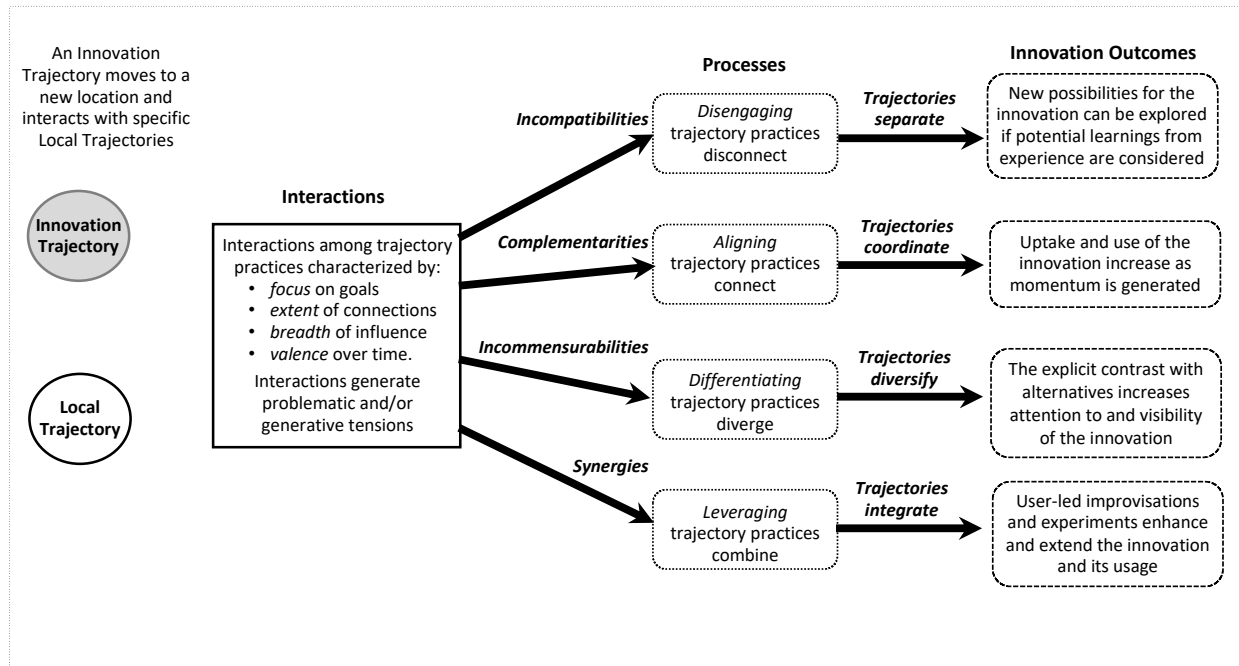 An Innovation
Trajectory moves to a
new location and
interacts with specific
Local Trajectories
Innovation
Trajectory
Local
Trajectory
Interactions
Interactions among trajectory
practices characterized by:
• focus on goals
• extent of connections
• breadth of influence
• valence over time.
Interactions generate
problematic and/or
generative tensions
Incompatibilities
Complementarities
Incommensurabilities
Synergies
Processes
Disengaging
trajectory practices
disconnect
Aligning
trajectory practices
connect
Differentiating
trajectory practices
diverge
Leveraging
trajectory practices
combine
Trajectories
separate
Trajectories
coordinate
Trajectories
diversify
Trajectories
integrate
Innovation Outcomes
New possibilities for the
innovation can be explored
if potential learnings from
experience are considered
Uptake and use of the
innovation increase as
momentum is generated
The explicit contrast with
alternatives increases
attention to and visibility
of the innovation
User-led improvisations
and experiments enhance
and extend the innovation
and its usage